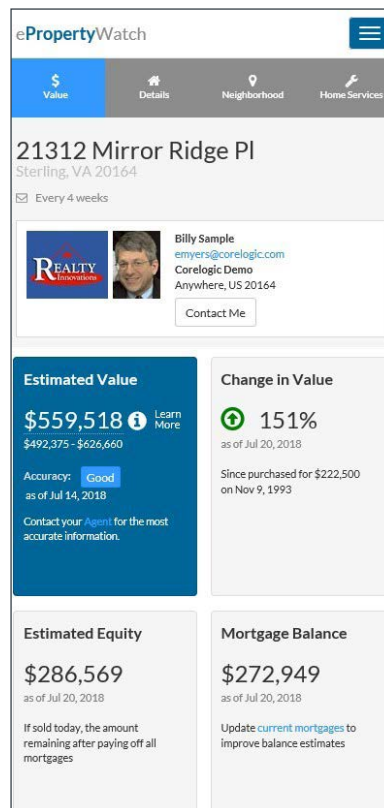 ePropertyWatch
Value
Details
Neighborhood
Home Services
21312 Mirror Ridge Pl
Sterling, VA 20164
Every 4 weeks
REALTY
Innovations
Billy Sample
emyers@corelogic.com
Corelogic Demo
Anywhere, US 20164
Contact Me
Estimated Value
$559,518 Learn
More
$492,375 - $626,660
Accuracy: Good
as of Jul 14, 2018
Contact your Agent for the most
accurate information.
Change in Value
151%
as of Jul 20, 2018
Since purchased for $222,500
on Nov 9, 1993
Estimated Equity
$286,569
as of Jul 20, 2018
If sold today, the amount
remaining after paying off all
mortgages
Mortgage Balance
$272,949
as of Jul 20, 2018
Update current mortgages to
improve balance estimates